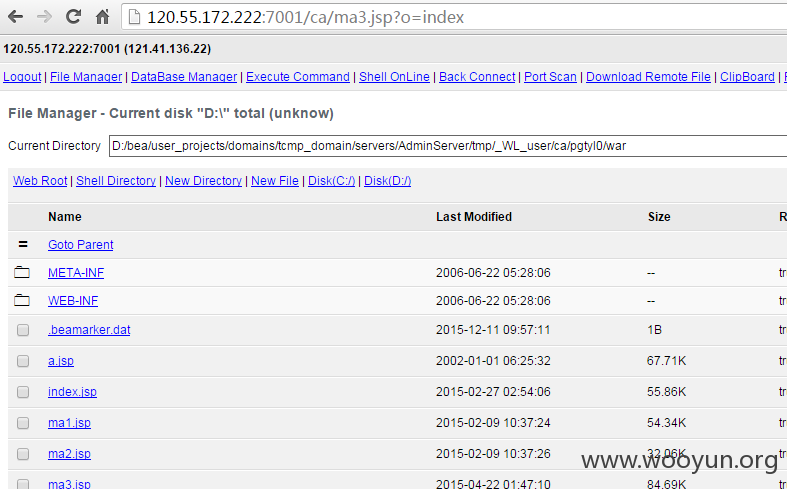 120.55.172.222:7001/ca/ma3.jsp?o=index
120.55.172.222:7001 (121.41.136.22)
Logout | File Manager | DataBase Manager | Execute Command | Shell OnLine | Back Connect | Port Scan | Download Remote File | ClipBoard |
File Manager - Current disk "D:\" total (unknow)
Current Directory D:/bea/user_projects/domains/tcmp_domain/servers/AdminServer/tmp/_WL_user/ca/pgtyl0/war
Web Root | Shell Directory | New Directory | New File | Disk(C:/) | Disk(D:/)
Name Last Modified Size
= Goto Parent
META-INF 2006-06-22 05:28:06 -- tr
WEB-INF 2006-06-22 05:28:06 -- tr
.beamarker.dat 2015-12-11 09:57:11 1B tr
a.jsp 2002-01-01 06:25:32 67.71K tr
index.jsp 2015-02-27 02:54:06 55.86K tr
ma1.jsp 2015-02-09 10:37:24 54.34K tr
ma2.jsp 2015-02-09 10:37:26 32.06K tr
ma3.jsp 2015-04-22 01:47:10 84.69K tr
www.wooyun.org